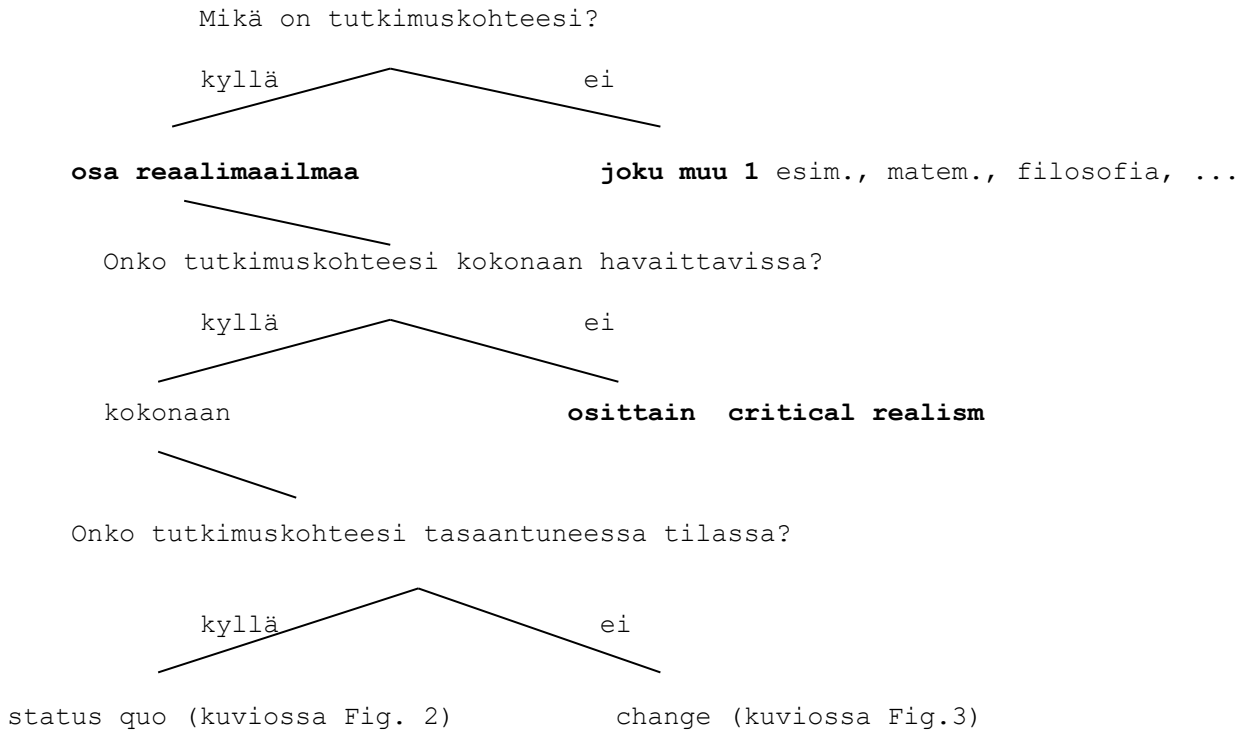 Mikä on tutkimuskohteesi?
kyllä ei
osa reaalimaailmaa joku muu 1 esim., matem., filosofia, ...
Onko tutkimuskohteesi kokonaan havaittavissa?
kyllä ei
kokonaan osittain critical realism
Onko tutkimuskohteesi tasaantuneessa tilassa?
kyllä ei
status quo (kuviossa Fig. 2) change (kuviossa Fig.3)